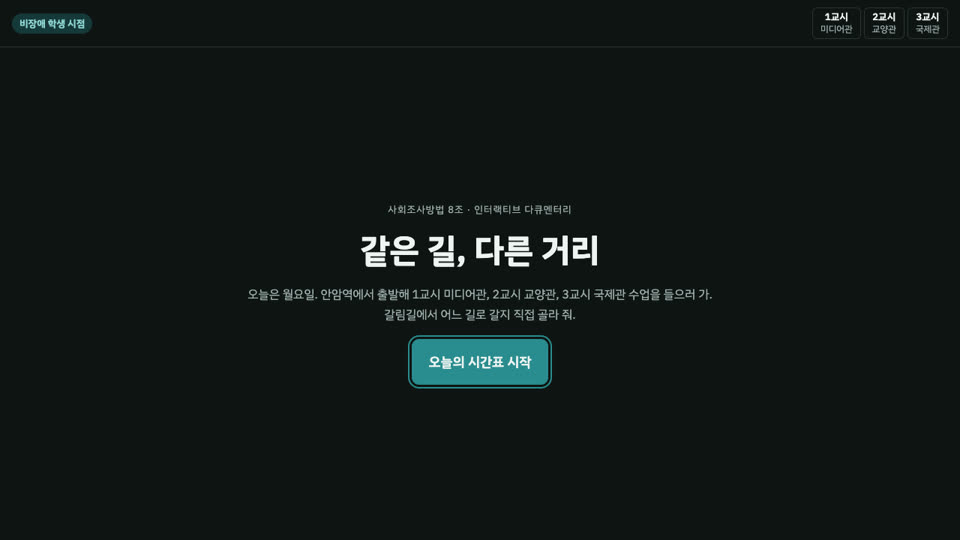 비장애 학생 시점
1교시
미디어관
2교시
교양관
3교시
국제관
사회조사방법 8조 · 인터랙티브 다큐멘터리
같은 길, 다른 거리
오늘은 월요일. 안암역에서 출발해 1교시 미디어관, 2교시 교양관, 3교시 국제관 수업을 들으러 가.
갈림길에서 어느 길로 갈지 직접 골라 줘.
오늘의 시간표 시작